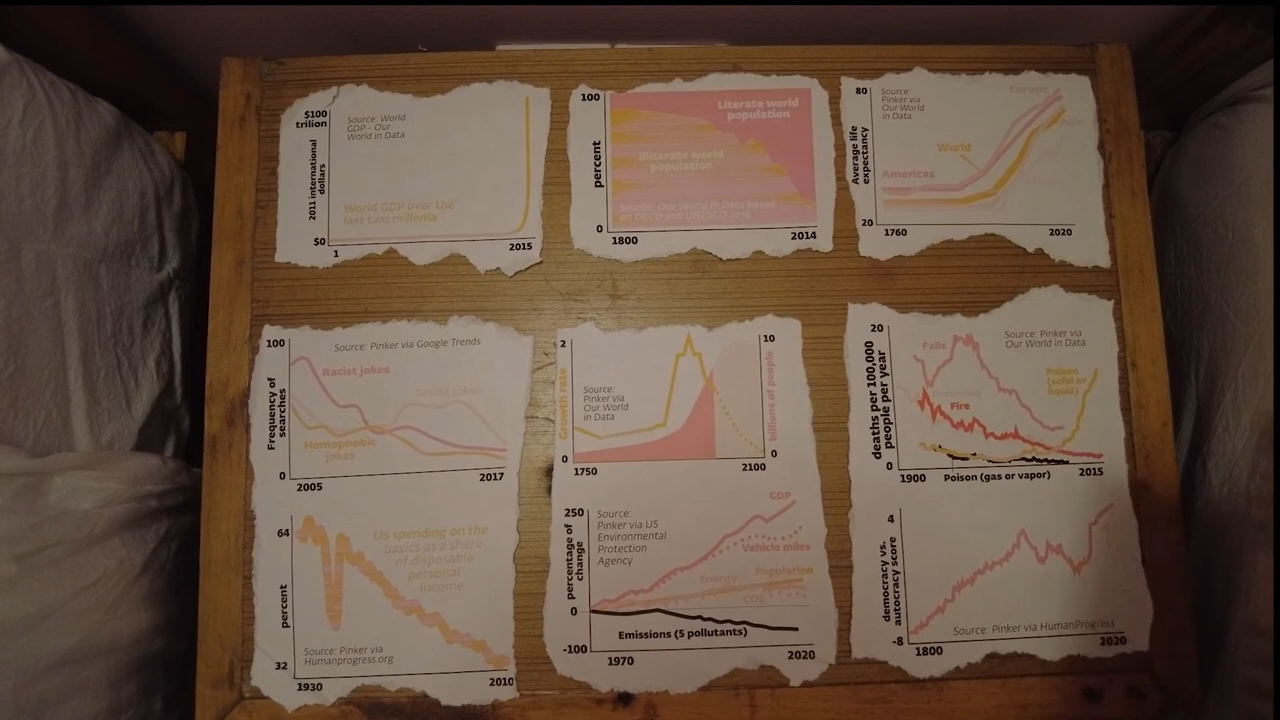 $100
trilion
2011 international
dollars
$0
1
2015
Source: World
GDP - Our
World in Data
World GDP over the
last two millenia
100
percent
0
1800
2014
Literate world
population
Illiterate world
population
Source: Our World in Data based
on OECD and UNESCO 2016
80
Average life
expectancy
20
1760
2020
Source:
Pinker via
Our World
in Data
Europe
World
Americas
100
Frequency of
searches
0
2005
2017
Source: Pinker via Google Trends
Racist jokes
Sexist jokes
Homophobic
jokes
2
Growth rate
0
1750
2100
10
billions of people
0
Source:
Pinker via
Our World
in Data
20
deaths per 100,000
people per year
0
1900
2015
Source: Pinker via
Our World in Data
Falls
Poison
(solid or
liquid)
Fire
Poison (gas or vapor)
64
percent
32
1930
2010
US spending on the
basics as a share
of disposable
personal
income
Source: Pinker via
Humanprogress.org
250
percentage of
change
0
-100
1970
2020
Source:
Pinker via US
Environmental
Protection
Agency
GDP
Vehicle miles
Population
Energy
CO2
Emissions (5 pollutants)
4
democracy vs.
autocracy score
-8
1800
2020
Source: Pinker via HumanProgress